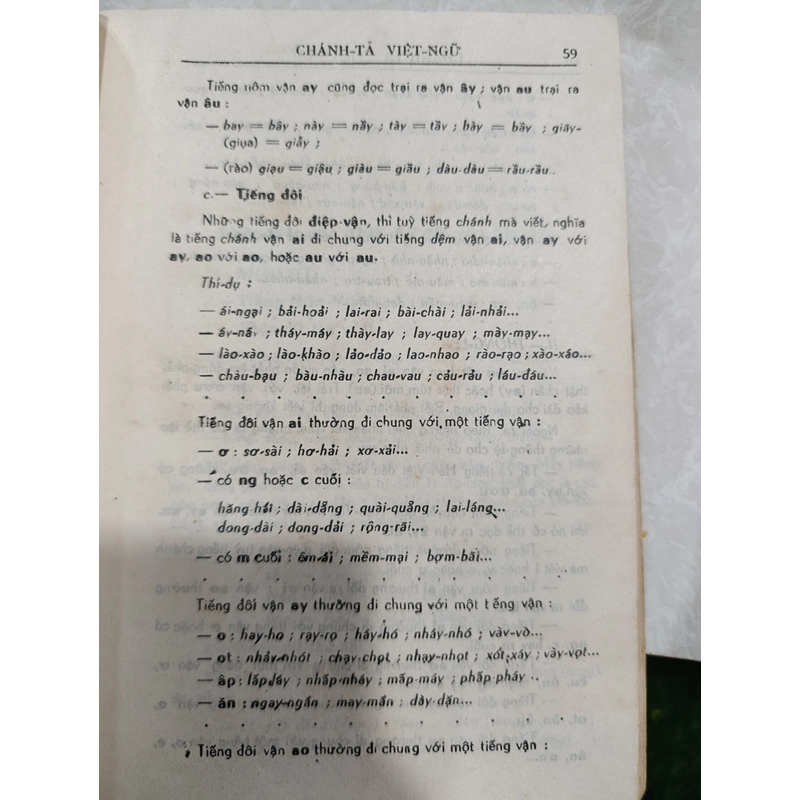 CHÁNH-TẢ VIỆT-NGỮ 59
Tiếng nôm vận ay cũng đọc trại ra vận ây ; vận au trại ra
vận âu :
— bay = bây ; này = nầy ; tày = tầy ; bày = bầy ; giãy-
(giụa) = giẫy ;
— (rào) giạu = giậu ; giàu = giầu ; dàu-dàu = rầu-rầu..
c.— Tiếng đôi
Những tiếng đôi điệp-vận, thì tuỳ tiếng chánh mà viết, nghĩa
là tiếng chánh vận ai đi chung với tiếng đệm vận ai, vận ay với
ay, ao với ao, hoặc au với au.
Thí-dụ :
— ái-ngại ; bải-hoải ; lai-rai ; bài-chài ; lải-nhải...
— áy-náy ; tháy-máy ; thày-lay ; lay-quay ; mày-mạy...
— lào-xào ; lào-khào ; lảo-đảo ; lao-nhao ; rào-rạo ; xào-xáo...
— chàu-bạu ; bàu-nhàu ; chau-vau ; cảu-rảu ; láu-đáu...
Tiếng đôi vận ai thường đi chung với một tiếng vận :
— ơ : sơ-sài ; hơ-hải ; xơ-xải...
— có ng hoặc c cuối :
hăng-hái ; dài-dẵng ; quài-quảng ; lai-láng...
dong-dài ; dong-dải ; rộng-rãi...
— có m cuối : êm-ái ; mềm-mại ; bợm-bãi...
Tiếng đôi vận ay thường đi chung với một tếng vận :
— o : hay-ho ; rạy-rọ ; háy-hó ; nháy-nhó ; vày-vò...
— ot : nhảy-nhót ; chạy-chọt ; nhạy-nhọt ; xốt-xáy ; vày-vọt...
— âp : lấp-láy ; nhấp-nháy ; mấp-máy ; phấp-pháy..
— ăn : ngay-ngắn ; may-mắn ; dày-dặn...
Tiếng đôi vận ao thường đi chung với một tiếng vận :